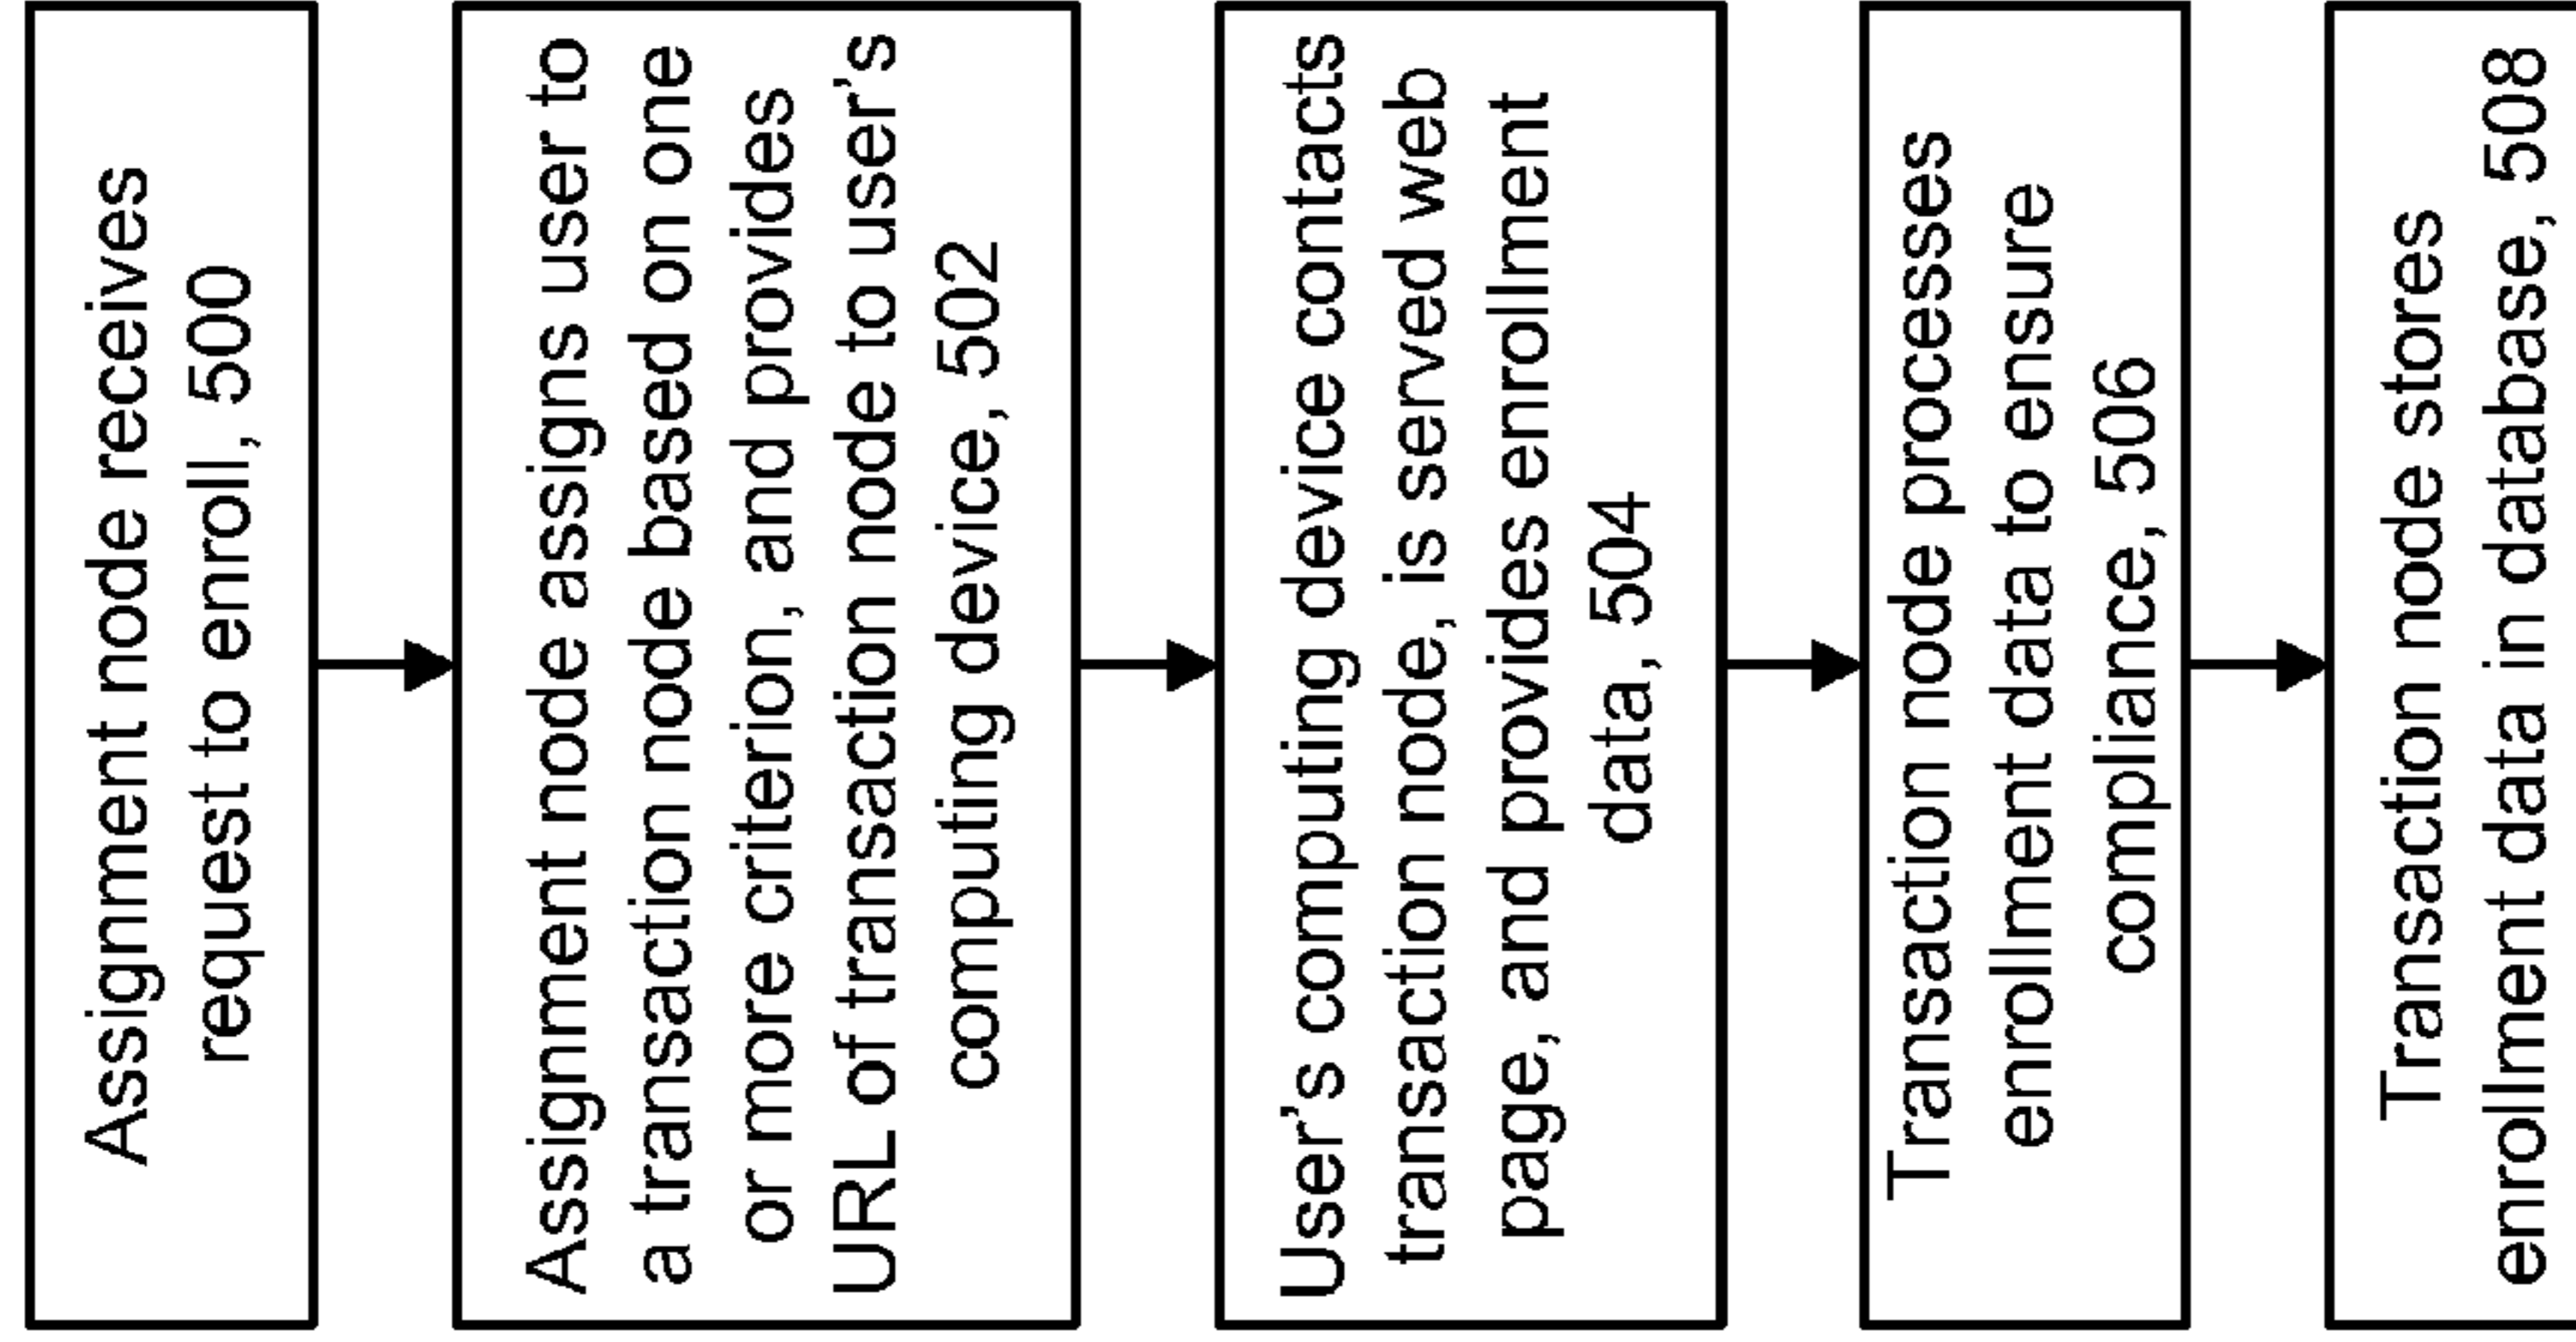 Assignment node receives
request to enroll, 500
Assignment node assigns user to
a transaction node based on one
or more criterion, and provides
URL of transaction node to user's
computing device, 502
User's computing device contacts
transaction node, is served web
page, and provides enrollment
data, 504
Transaction node processes
enrollment data to ensure
compliance, 506
Transaction node stores
enrollment data in database, 508